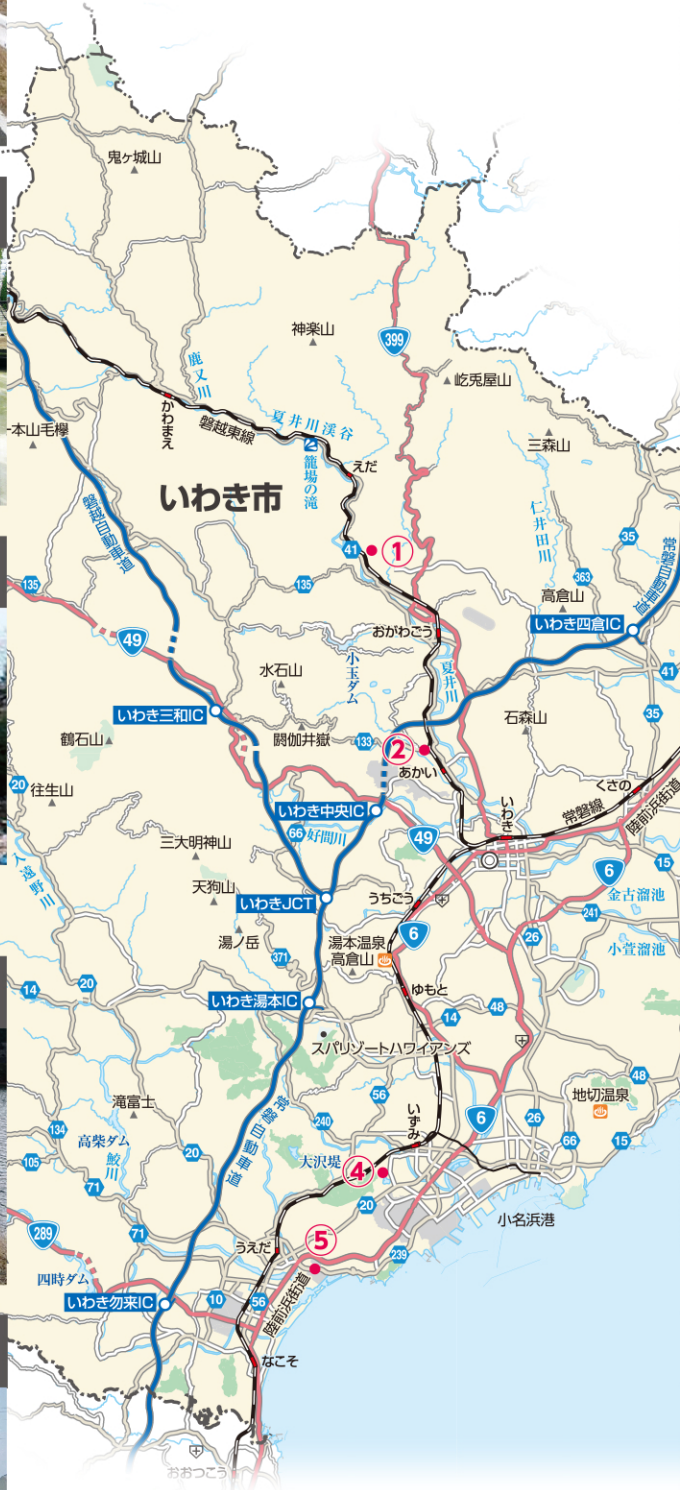 鬼ヶ城山
神楽山
399
鹿又川
屹兎屋山
かわまえ
磐越東線
夏井川渓谷
一本山毛欅
三森山
籠場の滝
えだ
いわき市
磐越自動車道
仁井田川
35
常磐自動車道
41
①
135
135
363
高倉山
49
おがわこう
いわき四倉IC
小玉ダム
夏井川
水石山
41
いわき三和IC
石森山
35
鶴石山
閼伽井嶽
133
②
あかい
20
往生山
くさの
いわき
常磐線
陸前浜街道
いわき中央IC
66
好間川
49
三大明神山
15
6
入遠野川
天狗山
いわきJCT
うちごう
金古溜池
241
6
26
湯ノ岳
371
湯本温泉
高倉山
小萱溜池
14
20
いわき湯本IC
ゆもと
14
48
スパリゾートハワイアンズ
48
56
地切温泉
滝富士
常磐自動車道
240
いずみ
6
26
134
高柴ダム
鮫川
20
66
15
105
大沢堤
④
71
20
小名浜港
289
71
うえだ
⑤
239
四時ダム
いわき勿来IC
10
56
陸前浜街道
なこそ
おおつこう